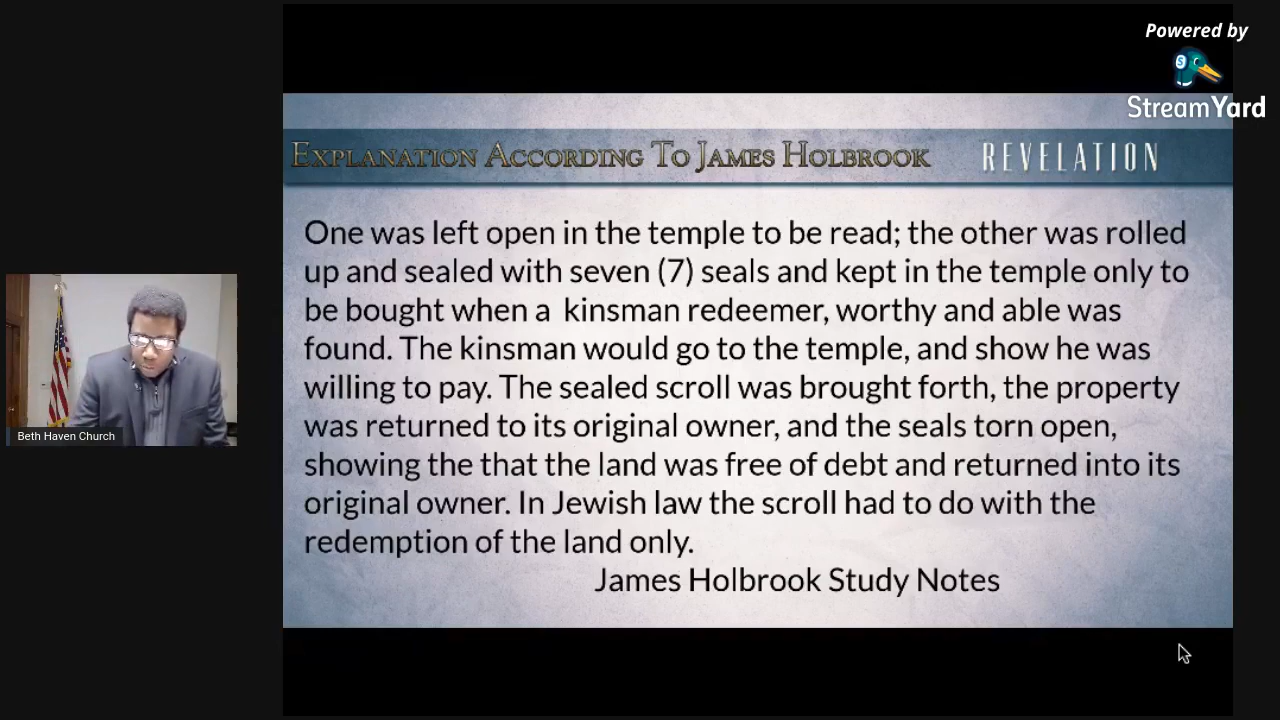 Powered by
StreamYard
EXPLANATION ACCORDING TO JAMES HOLBROOK
REVELATION
One was left open in the temple to be read; the other was rolled
up and sealed with seven (7) seals and kept in the temple only to
be bought when a  kinsman redeemer, worthy and able was
found. The kinsman would go to the temple, and show he was
willing to pay. The sealed scroll was brought forth, the property
was returned to its original owner, and the seals torn open,
showing the that the land was free of debt and returned into its
original owner. In Jewish law the scroll had to do with the
redemption of the land only.
James Holbrook Study Notes
Beth Haven Church